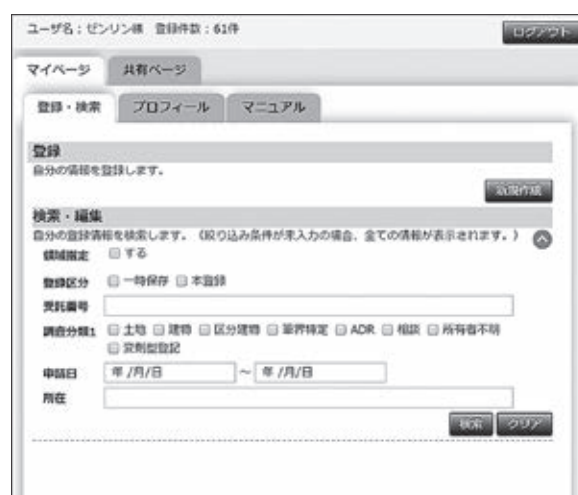 ユーザ名：ゼンリン様 登録件数：61件 ログアウト
マイページ 共有ページ
登録・検索 プロフィール マニュアル
登録
自分の情報を登録します。
新規作成
検索・編集
自分の登録情報を検索します。（絞り込み条件が未入力の場合、全ての情報が表示されます。）
領域指定 する
登録区分 一時保存 本登録
受託番号
調査分類1 土地 建物 区分建物 筆界特定 ADR 相談 所有者不明
定剤型登記
申請日 年/月/日 ～ 年/月/日
所在
検索 クリア